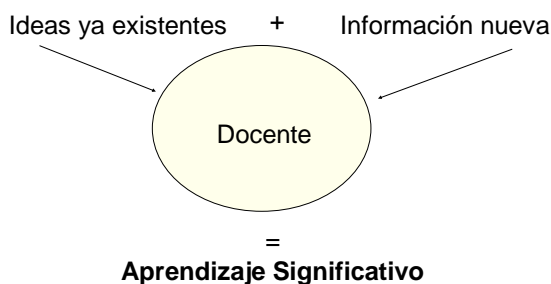 Ideas ya existentes + Información nueva
Docente
=
Aprendizaje Significativo